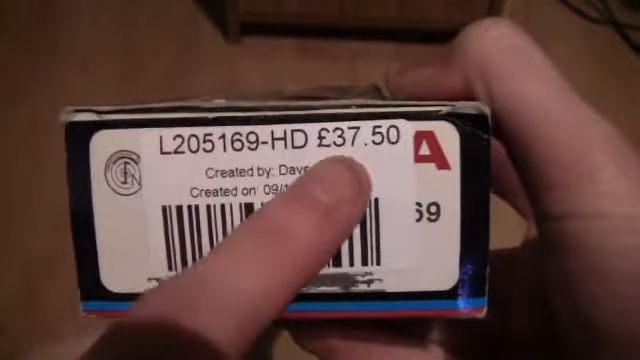 L205169-HD £37.50
A
Created by: Dave
Created on: 09/1
69